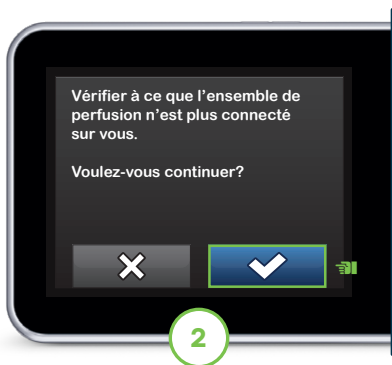 Vérifier à ce que l'ensemble de
perfusion n'est plus connecté
sur vous.
Voulez-vous continuer?
2